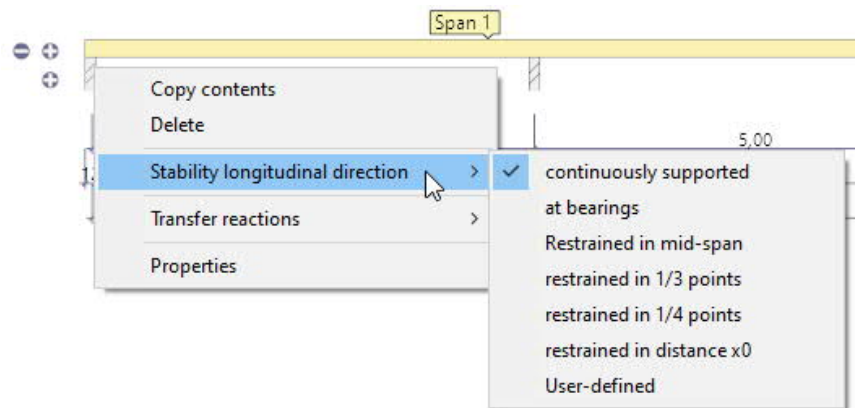 Span 1
Copy contents
Delete
5,00
Stability longitudinal direction
continuously supported
at bearings
Transfer reactions
Restrained in mid-span
Properties
restrained in 1/3 points
restrained in 1/4 points
restrained in distance x0
User-defined